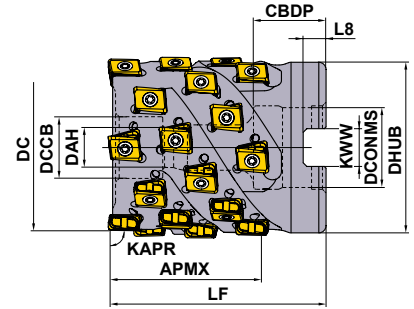 CBDP
L8
DC
DCCB
DAH
KWW
DCONMS
DHUB
KAPR
APMX
LF